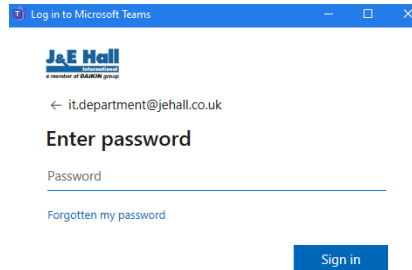 Log in to Microsoft Teams
J&E Hall
International
a member of DAIKIN group
← it.department@jehall.co.uk
Enter password
Password
Forgotten my password
Sign in